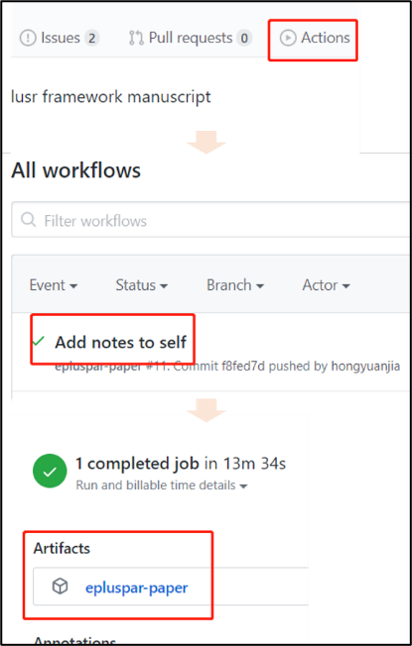 Issues 2 Pull requests 0 Actions
lusr framework manuscript
All workflows
Filter workflows
Event Status Branch Actor
Add notes to self
epluspar-paper #11: Commit f8fed7d pushed by hongyuanjia
1 completed job in 13m 34s
Run and billable time details
Artifacts
epluspar-paper
Annotations